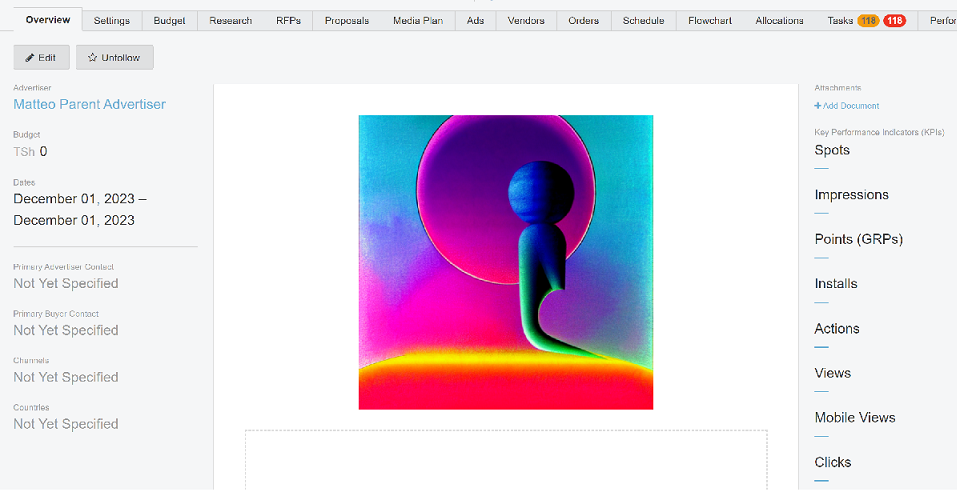 Overview Settings Budget Research RFPs Proposals Media Plan Ads Vendors Orders Schedule Flowchart Allocations Tasks 118 118
Edit Unfollow
Advertiser
Matteo Parent Advertiser
Budget
TSh 0
Dates
December 01, 2023 –
December 01, 2023
Primary Advertiser Contact
Not Yet Specified
Primary Buyer Contact
Not Yet Specified
Channels
Not Yet Specified
Countries
Not Yet Specified
Attachments
+ Add Document
Key Performance Indicators (KPIs)
Spots
Impressions
Points (GRPs)
Installs
Actions
Views
Mobile Views
Clicks